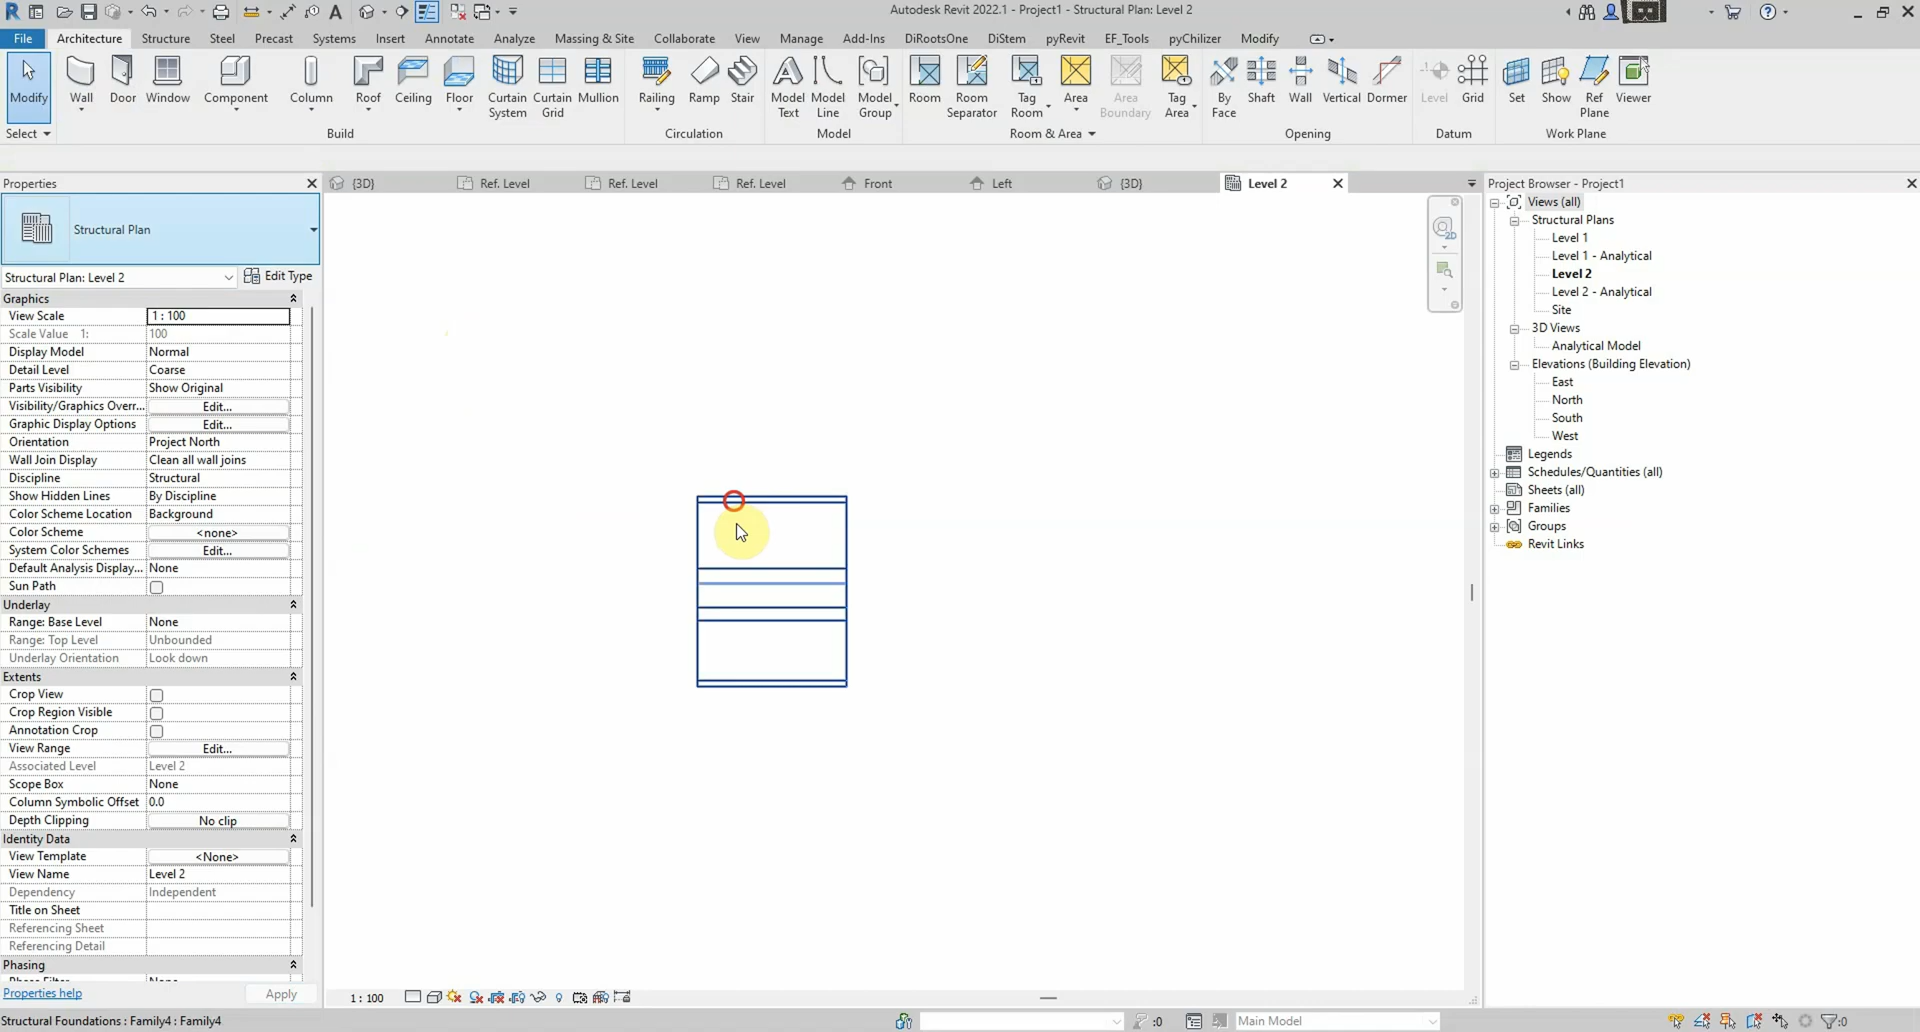 Autodesk Revit 2022.1 - Project1 - Structural Plan: Level 2
File Architecture Structure Steel Precast Systems Insert Annotate Analyze Massing & Site Collaborate View Manage Add-Ins DiRootsOne DiStem pyRevit EF_Tools pyChilizer Modify
Modify Wall Door Window Component Column Roof Ceiling Floor Curtain System Curtain Grid Mullion Railing Ramp Stair Model Text Model Line Model Group Room Room Separator Tag Room Area Area Boundary Tag Area By Face Shaft Wall Vertical Dormer Level Grid Set Show Ref Plane Viewer
Select Build Circulation Model Room & Area Opening Datum Work Plane
Properties
{3D} Ref. Level Ref. Level Ref. Level Front Left {3D} Level 2
Structural Plan
Structural Plan: Level 2 Edit Type
Graphics
View Scale 1 : 100
Scale Value 1: 100
Display Model Normal
Detail Level Coarse
Parts Visibility Show Original
Visibility/Graphics Overr... Edit...
Graphic Display Options Edit...
Orientation Project North
Wall Join Display Clean all wall joins
Discipline Structural
Show Hidden Lines By Discipline
Color Scheme Location Background
Color Scheme <none>
System Color Schemes Edit...
Default Analysis Display... None
Sun Path
Underlay
Range: Base Level None
Range: Top Level Unbounded
Underlay Orientation Look down
Extents
Crop View
Crop Region Visible
Annotation Crop
View Range Edit...
Associated Level Level 2
Scope Box None
Column Symbolic Offset 0.0
Depth Clipping No clip
Identity Data
View Template <None>
View Name Level 2
Dependency Independent
Title on Sheet
Referencing Sheet
Referencing Detail
Phasing
Properties help Apply
2D
Project Browser - Project1
Views (all)
Structural Plans
Level 1
Level 1 - Analytical
Level 2
Level 2 - Analytical
Site
3D Views
Analytical Model
Elevations (Building Elevation)
East
North
South
West
Legends
Schedules/Quantities (all)
Sheets (all)
Families
Groups
Revit Links
1 : 100
Structural Foundations : Family4 : Family4 :0 Main Model :0